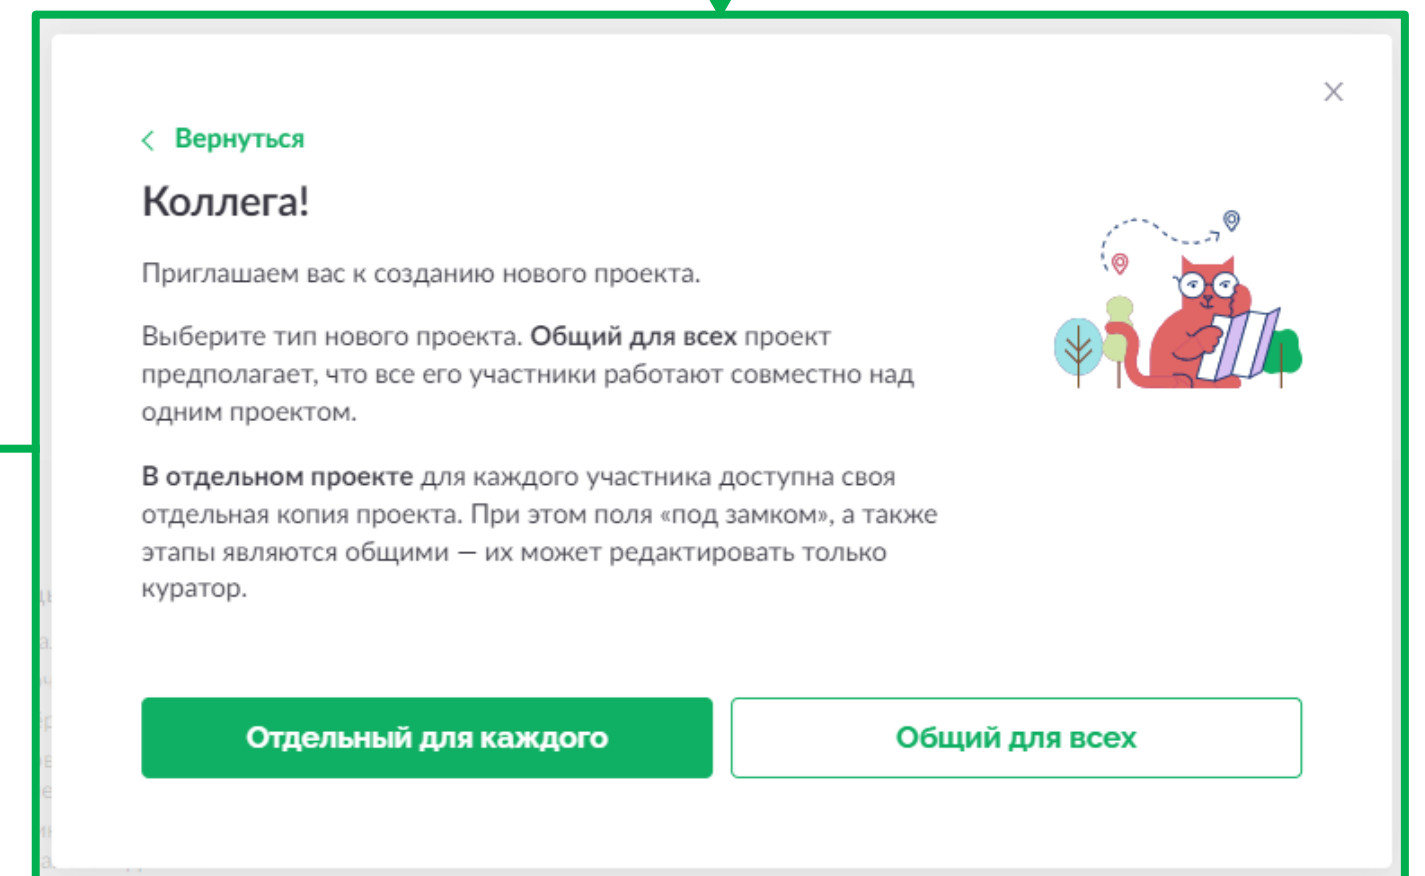 Вернуться
Коллега!
Приглашаем вас к созданию нового проекта.
Выберите тип нового проекта. Общий для всех проект
предполагает, что все его участники работают совместно над
одним проектом.
В отдельном проекте для каждого участника доступна своя
отдельная копия проекта. При этом поля «под замком», а также
этапы являются общими — их может редактировать только
куратор.
Отдельный для каждого
Общий для всех